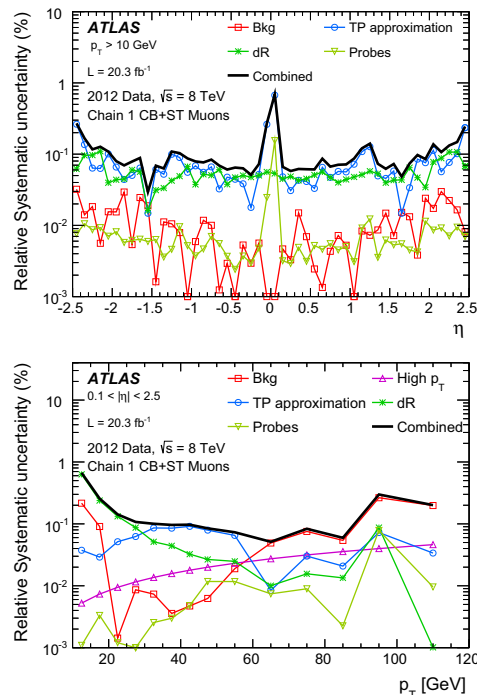 Relative Systematic uncertainty (%)
ATLAS
p_T > 10 GeV
L = 20.3 fb⁻¹
2012 Data, √s = 8 TeV
Chain 1 CB+ST Muons
Bkg
TP approximation
dR
Probes
Combined
10
1
10⁻¹
10⁻²
10⁻³
-2.5 -2 -1.5 -1 -0.5 0 0.5 1 1.5 2 2.5
η
Relative Systematic uncertainty (%)
ATLAS
0.1 < |η| < 2.5
L = 20.3 fb⁻¹
2012 Data, √s = 8 TeV
Chain 1 CB+ST Muons
Bkg
High p_T
TP approximation
dR
Probes
Combined
10²
10
1
10⁻¹
10⁻²
10⁻³
20 40 60 80 100 120
p_T [GeV]